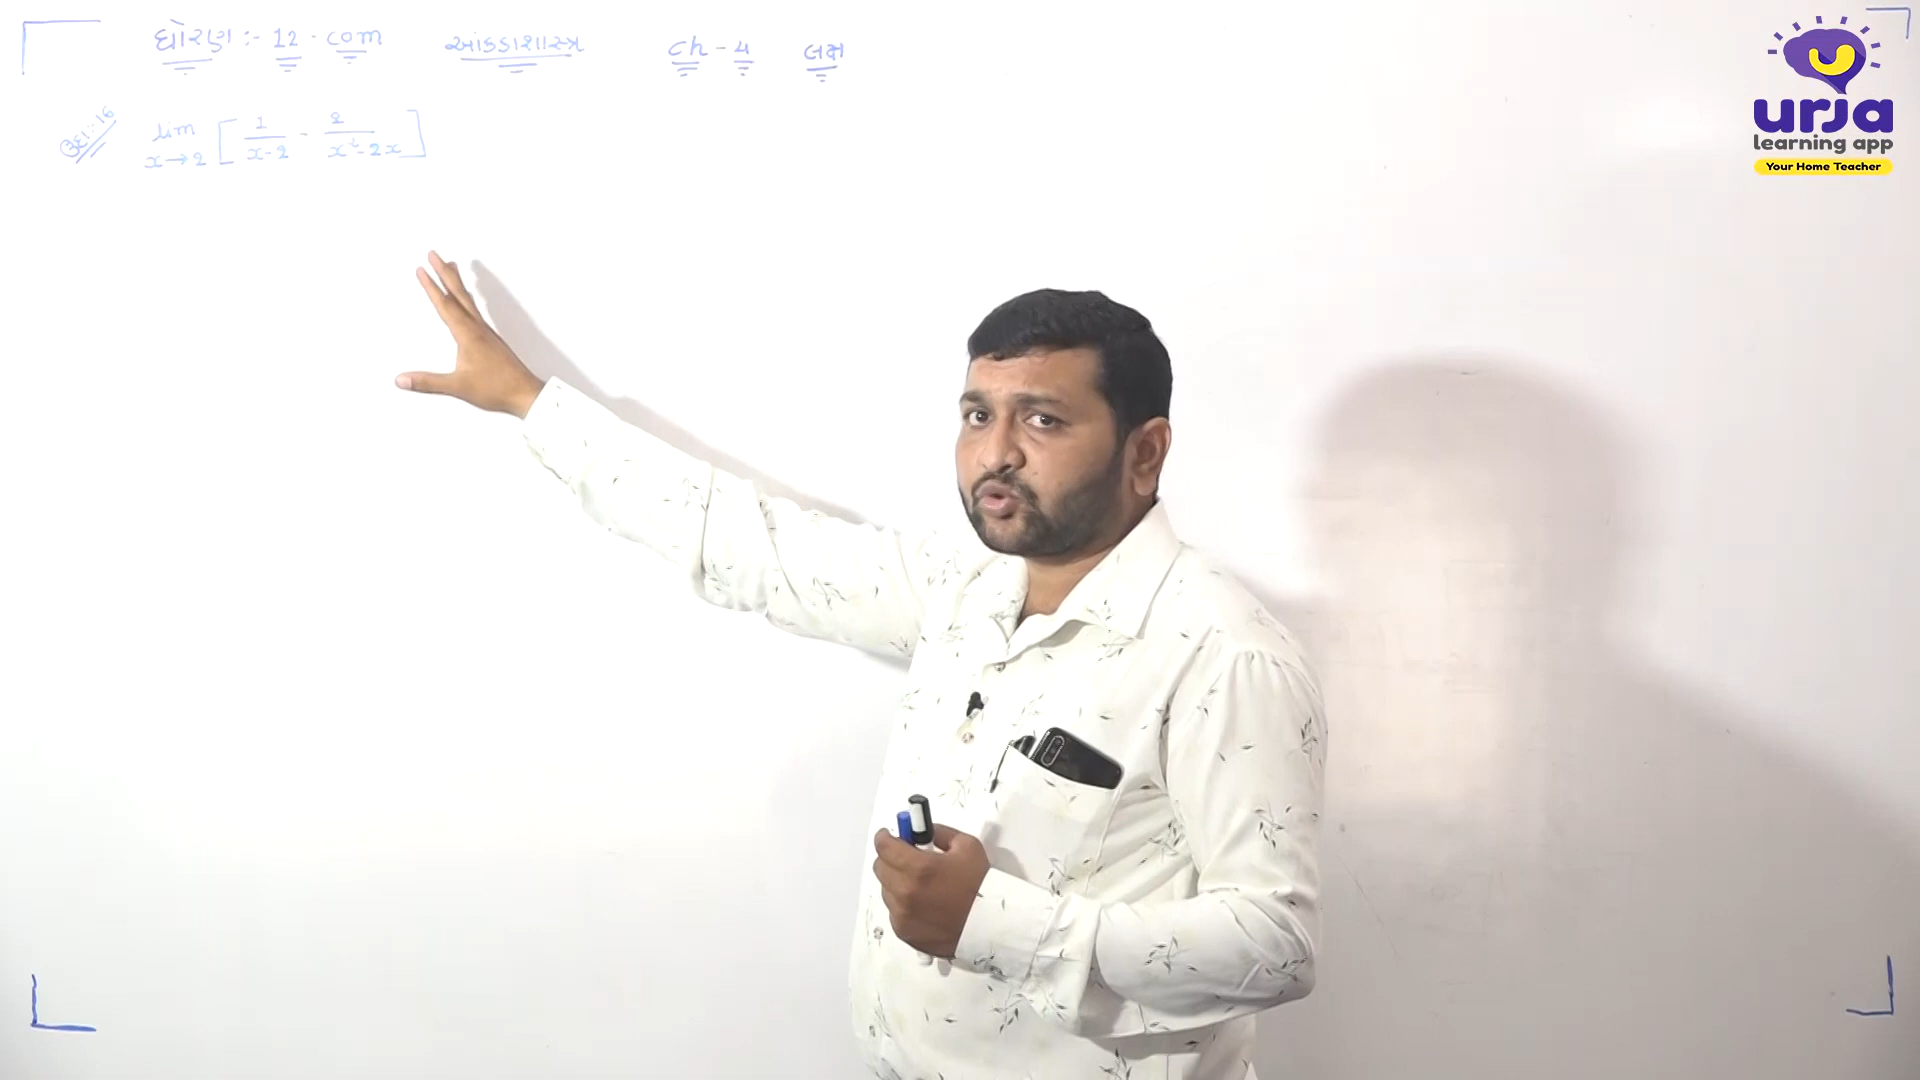 ધોરણ :- 12 · com આંકડાશાસ્ત્ર ch - 4 લક્ષ
ઉદા:-16 lim x→2 [ 1/(x-2) - 2/(x²-2x) ]
urja
learning app
Your Home Teacher